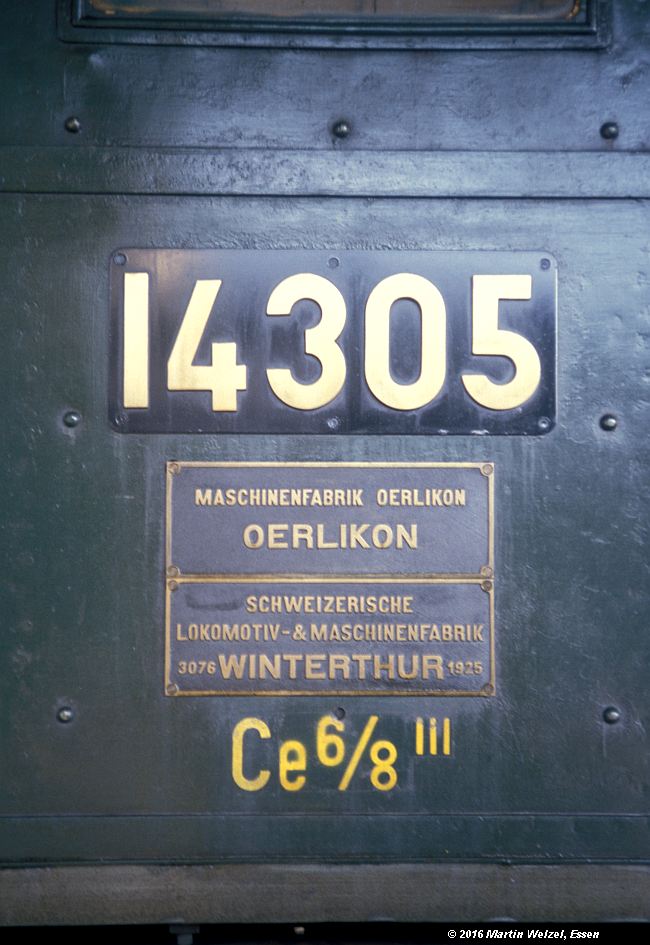 14305
MASCHINENFABRIK OERLIKON
OERLIKON
SCHWEIZERISCHE
LOKOMOTIV-&MASCHINENFABRIK
3076 WINTERTHUR 1925
Ce 6/8 III
© 2016 Martin Welzel, Essen